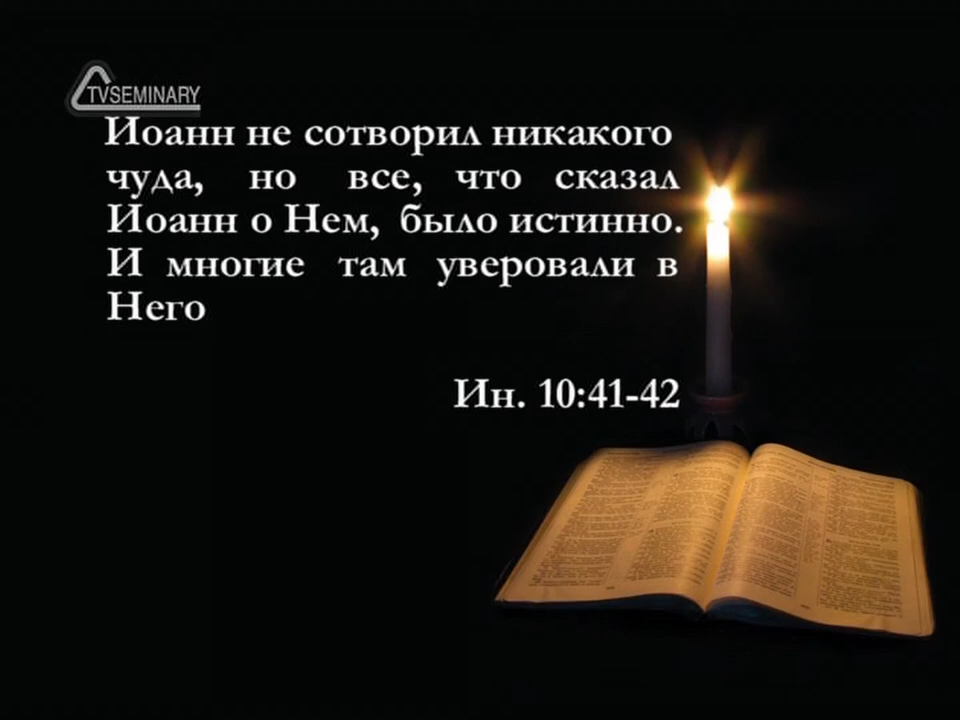 TVSEMINARY
Иоанн не сотворил никакого
чуда, но все, что сказал
Иоанн о Нем, было истинно.
И многие там уверовали в
Него
Ин. 10:41-42